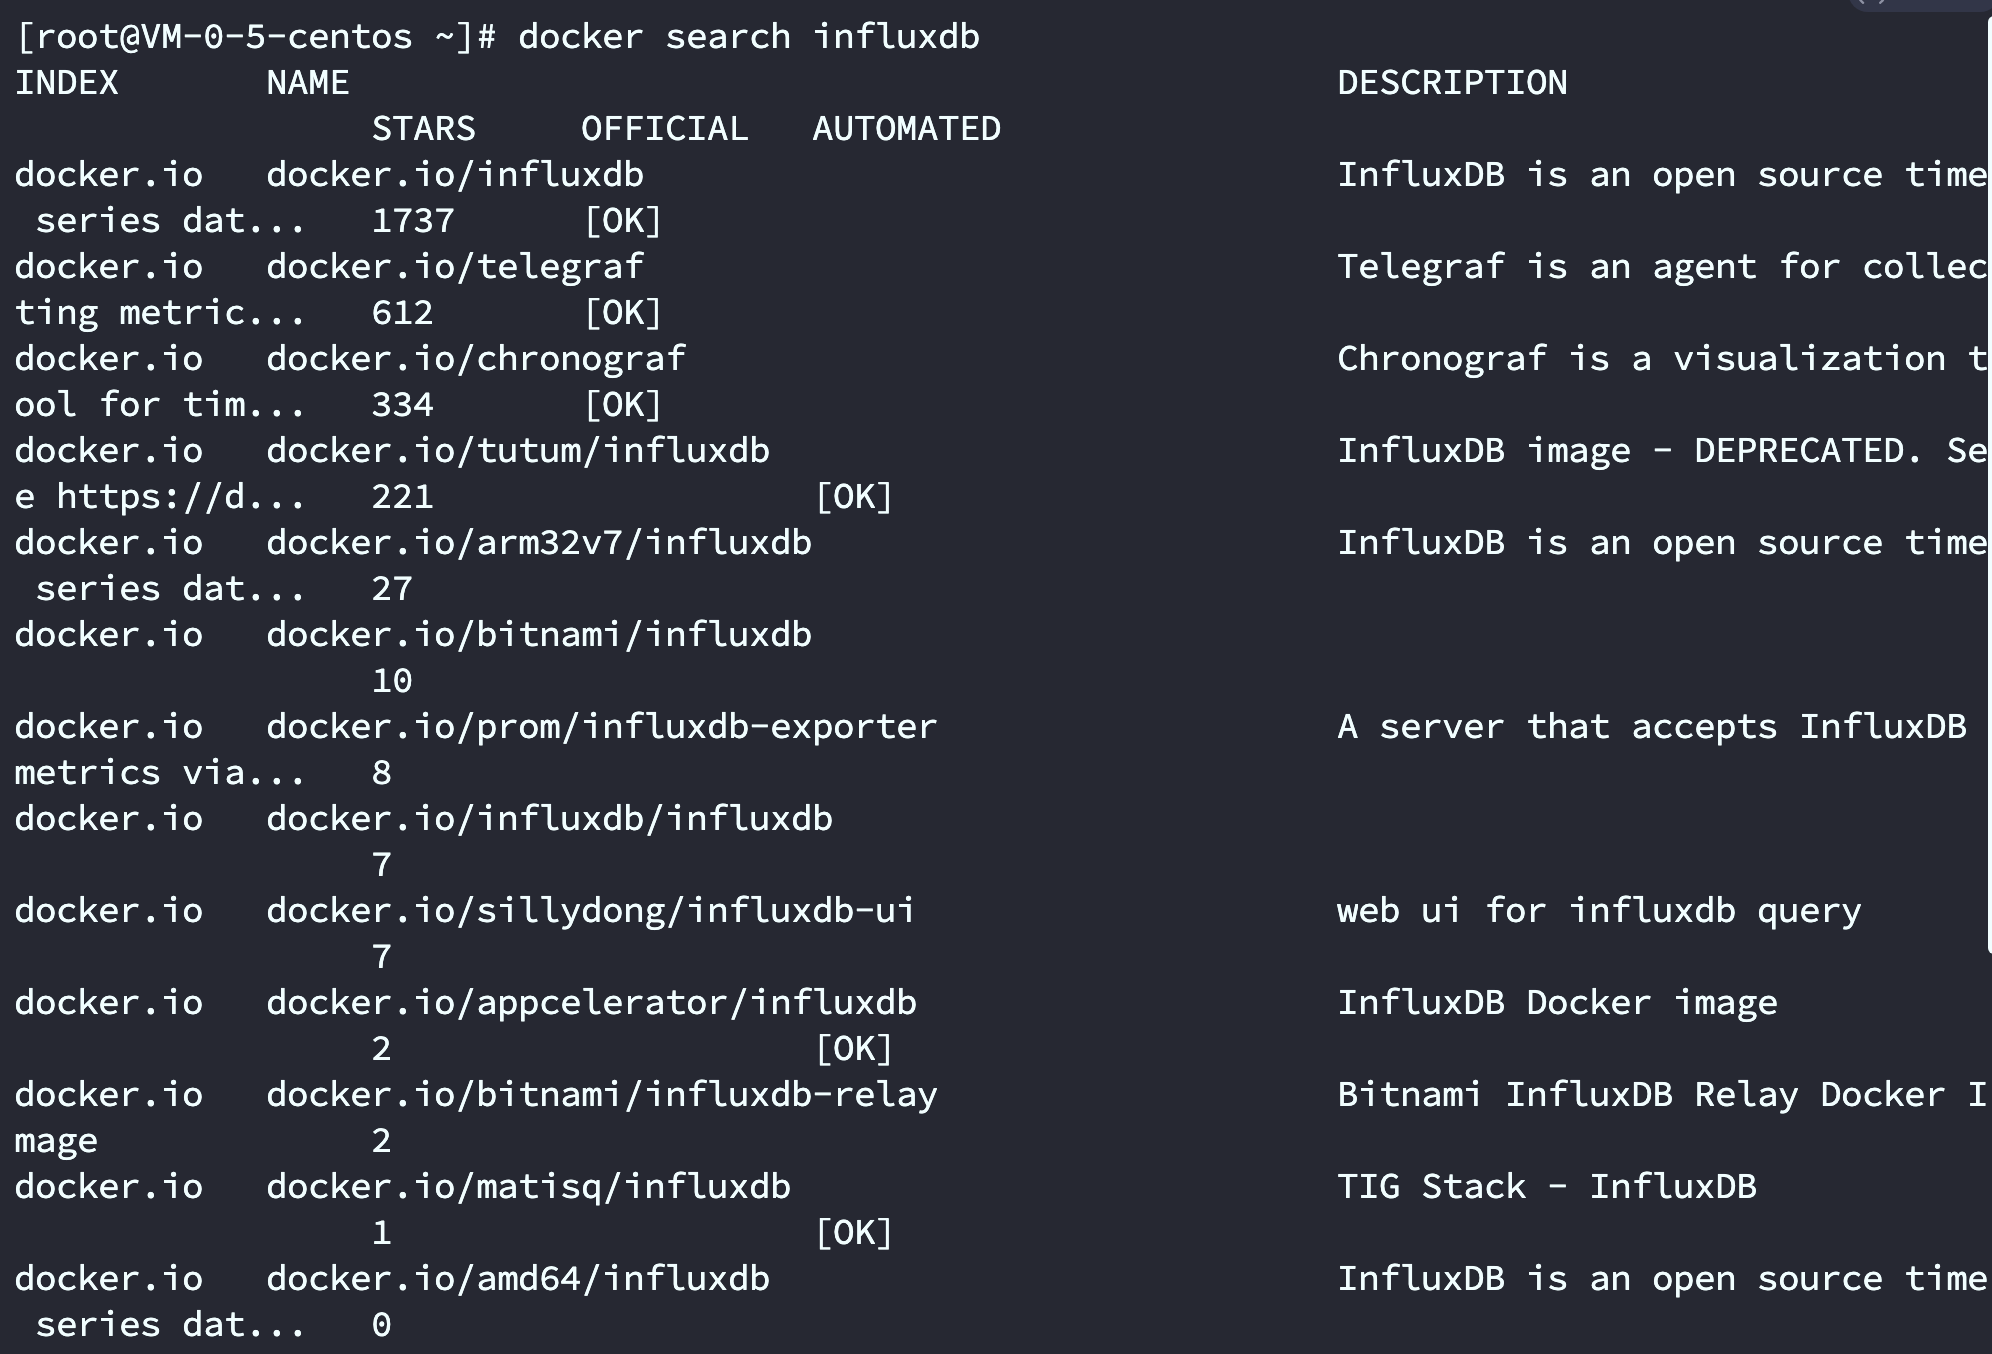 [root@VM-0-5-centos ~]# docker search influxdb
INDEX       NAME                                               DESCRIPTION
                 STARS     OFFICIAL   AUTOMATED
docker.io   docker.io/influxdb                                 InfluxDB is an open source time
 series dat...   1737      [OK]
docker.io   docker.io/telegraf                                 Telegraf is an agent for collec
ting metric...   612       [OK]
docker.io   docker.io/chronograf                               Chronograf is a visualization t
ool for tim...   334       [OK]
docker.io   docker.io/tutum/influxdb                           InfluxDB image - DEPRECATED. Se
e https://d...   221                  [OK]
docker.io   docker.io/arm32v7/influxdb                         InfluxDB is an open source time
 series dat...   27
docker.io   docker.io/bitnami/influxdb
                 10
docker.io   docker.io/prom/influxdb-exporter                   A server that accepts InfluxDB
metrics via...   8
docker.io   docker.io/influxdb/influxdb
                 7
docker.io   docker.io/sillydong/influxdb-ui                    web ui for influxdb query
                 7
docker.io   docker.io/appcelerator/influxdb                    InfluxDB Docker image
                 2                    [OK]
docker.io   docker.io/bitnami/influxdb-relay                   Bitnami InfluxDB Relay Docker I
mage             2
docker.io   docker.io/matisq/influxdb                          TIG Stack - InfluxDB
                 1                    [OK]
docker.io   docker.io/amd64/influxdb                           InfluxDB is an open source time
 series dat...   0